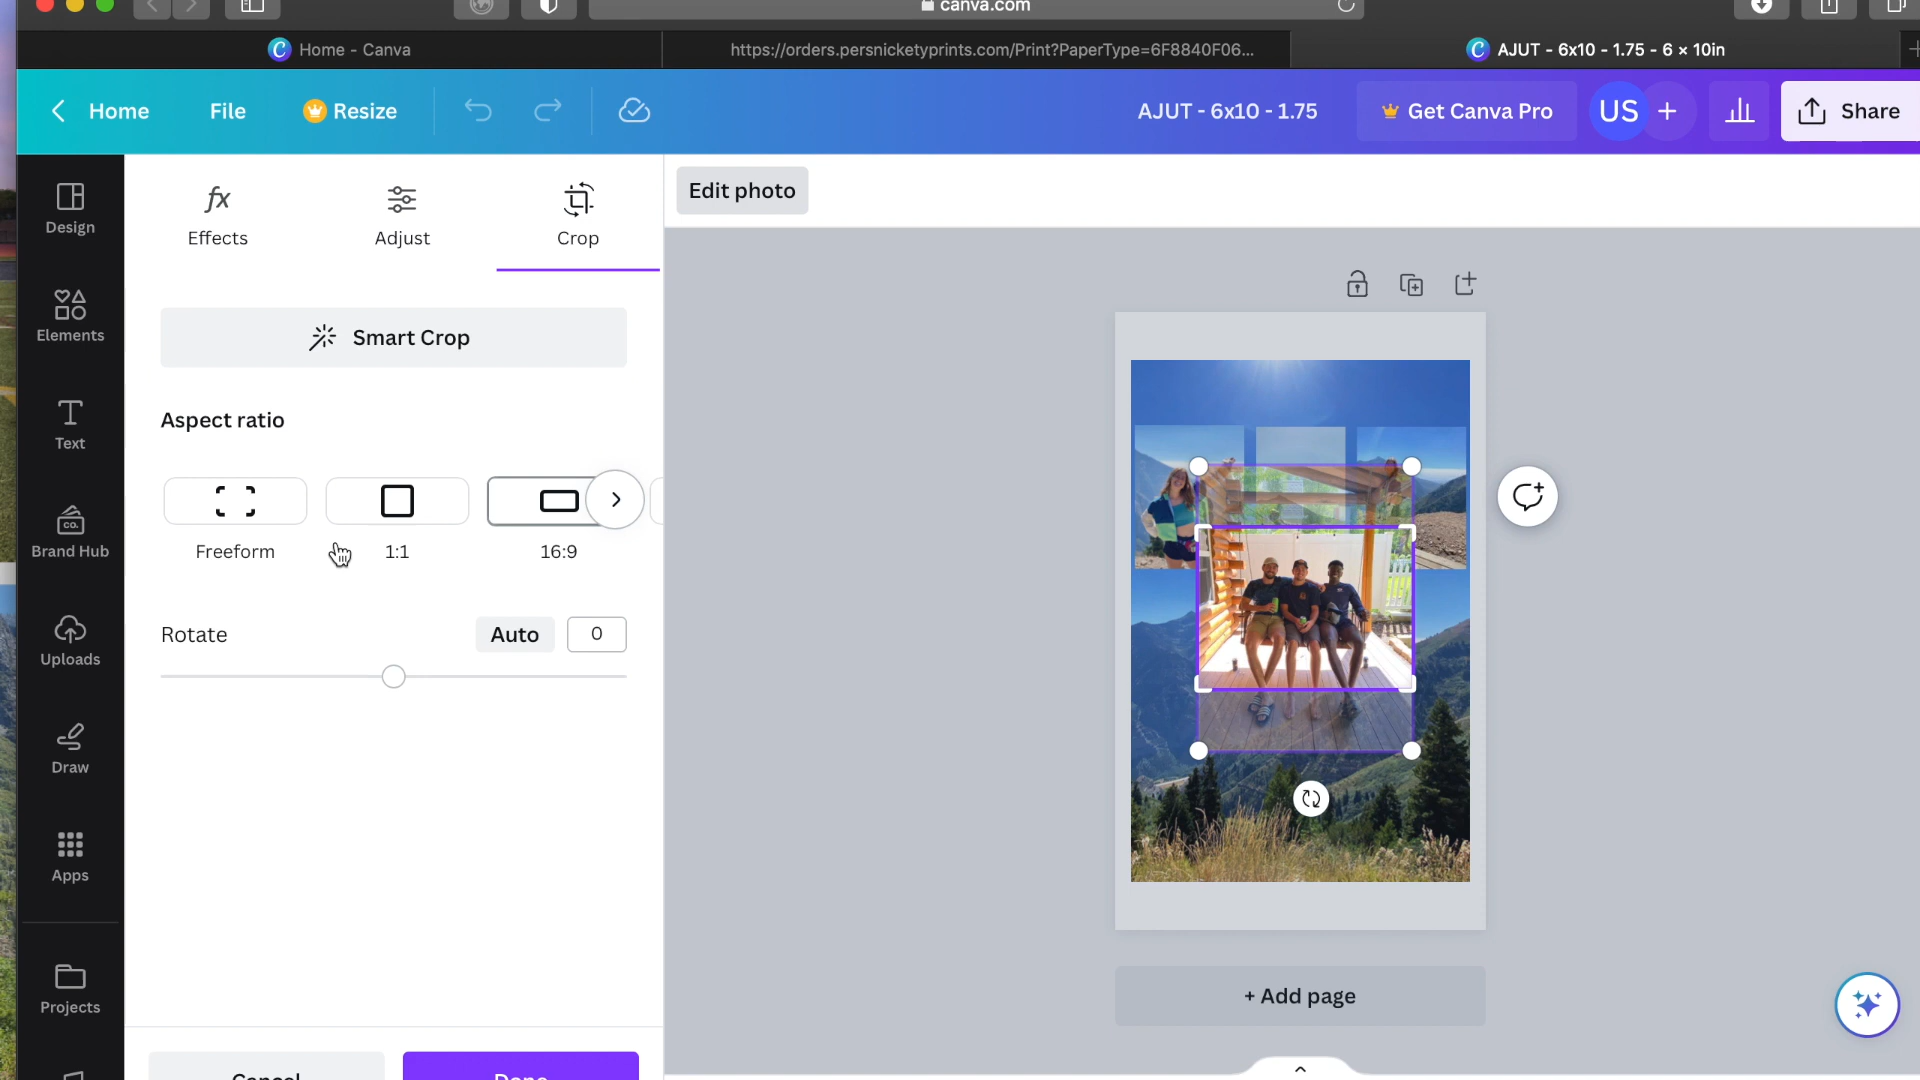 canva.com
Home - Canva
https://orders.persnicketyprints.com/Print?PaperType=6F8840F06...
AJUT - 6x10 - 1.75 - 6 × 10in
Home
File
Resize
AJUT - 6x10 - 1.75
Get Canva Pro
US
Share
Design
Elements
Text
Brand Hub
CO.
Uploads
Draw
Apps
Projects
fx
Effects
Adjust
Crop
Edit photo
Smart Crop
Aspect ratio
Freeform
1:1
16:9
Rotate
Auto
0
+ Add page
Cancel
Done